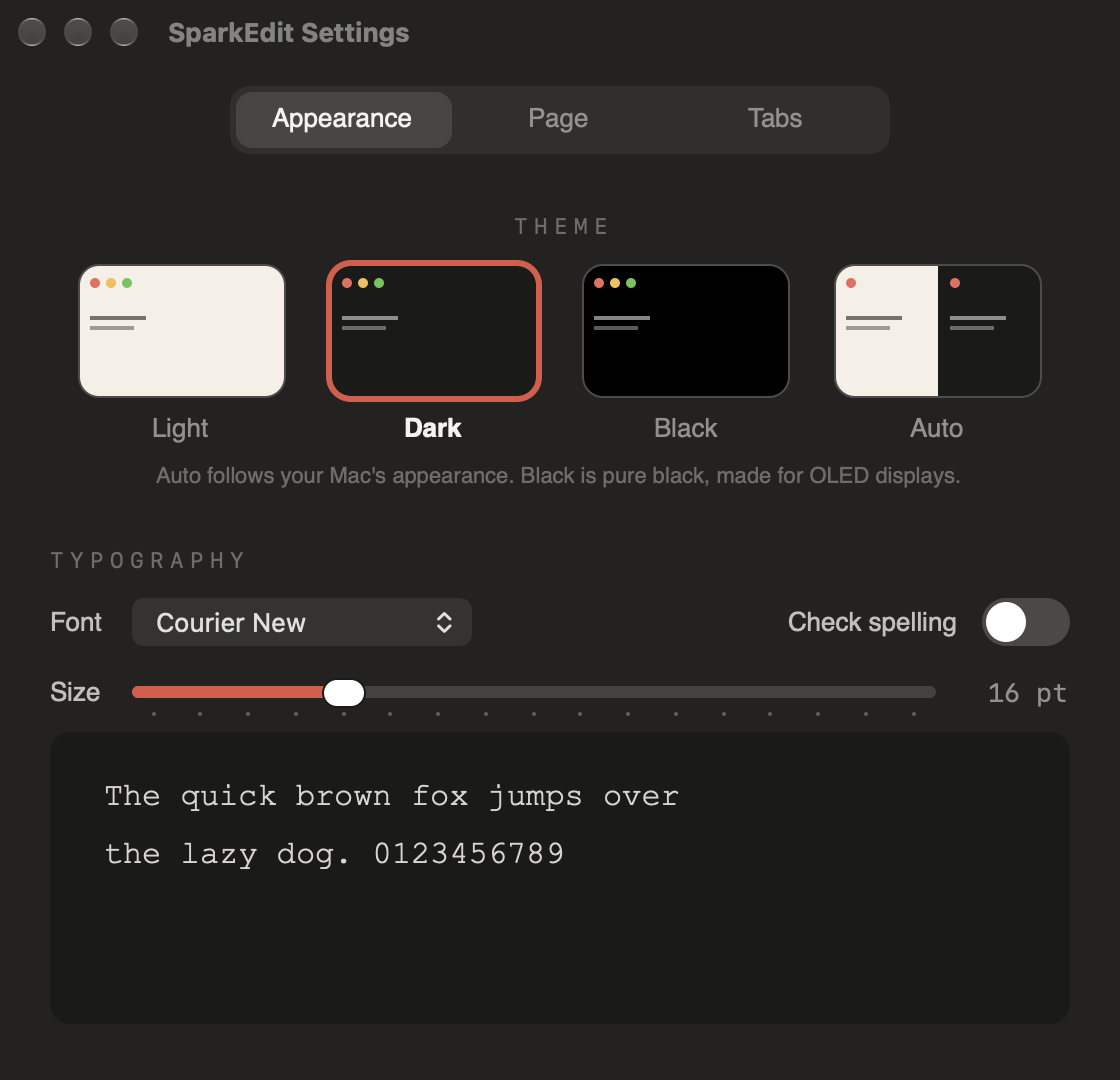 SparkEdit Settings
Appearance Page Tabs
THEME
Light Dark Black Auto
Auto follows your Mac's appearance. Black is pure black, made for OLED displays.
TYPOGRAPHY
Font Courier New Check spelling
Size 16 pt
The quick brown fox jumps over
the lazy dog. 0123456789